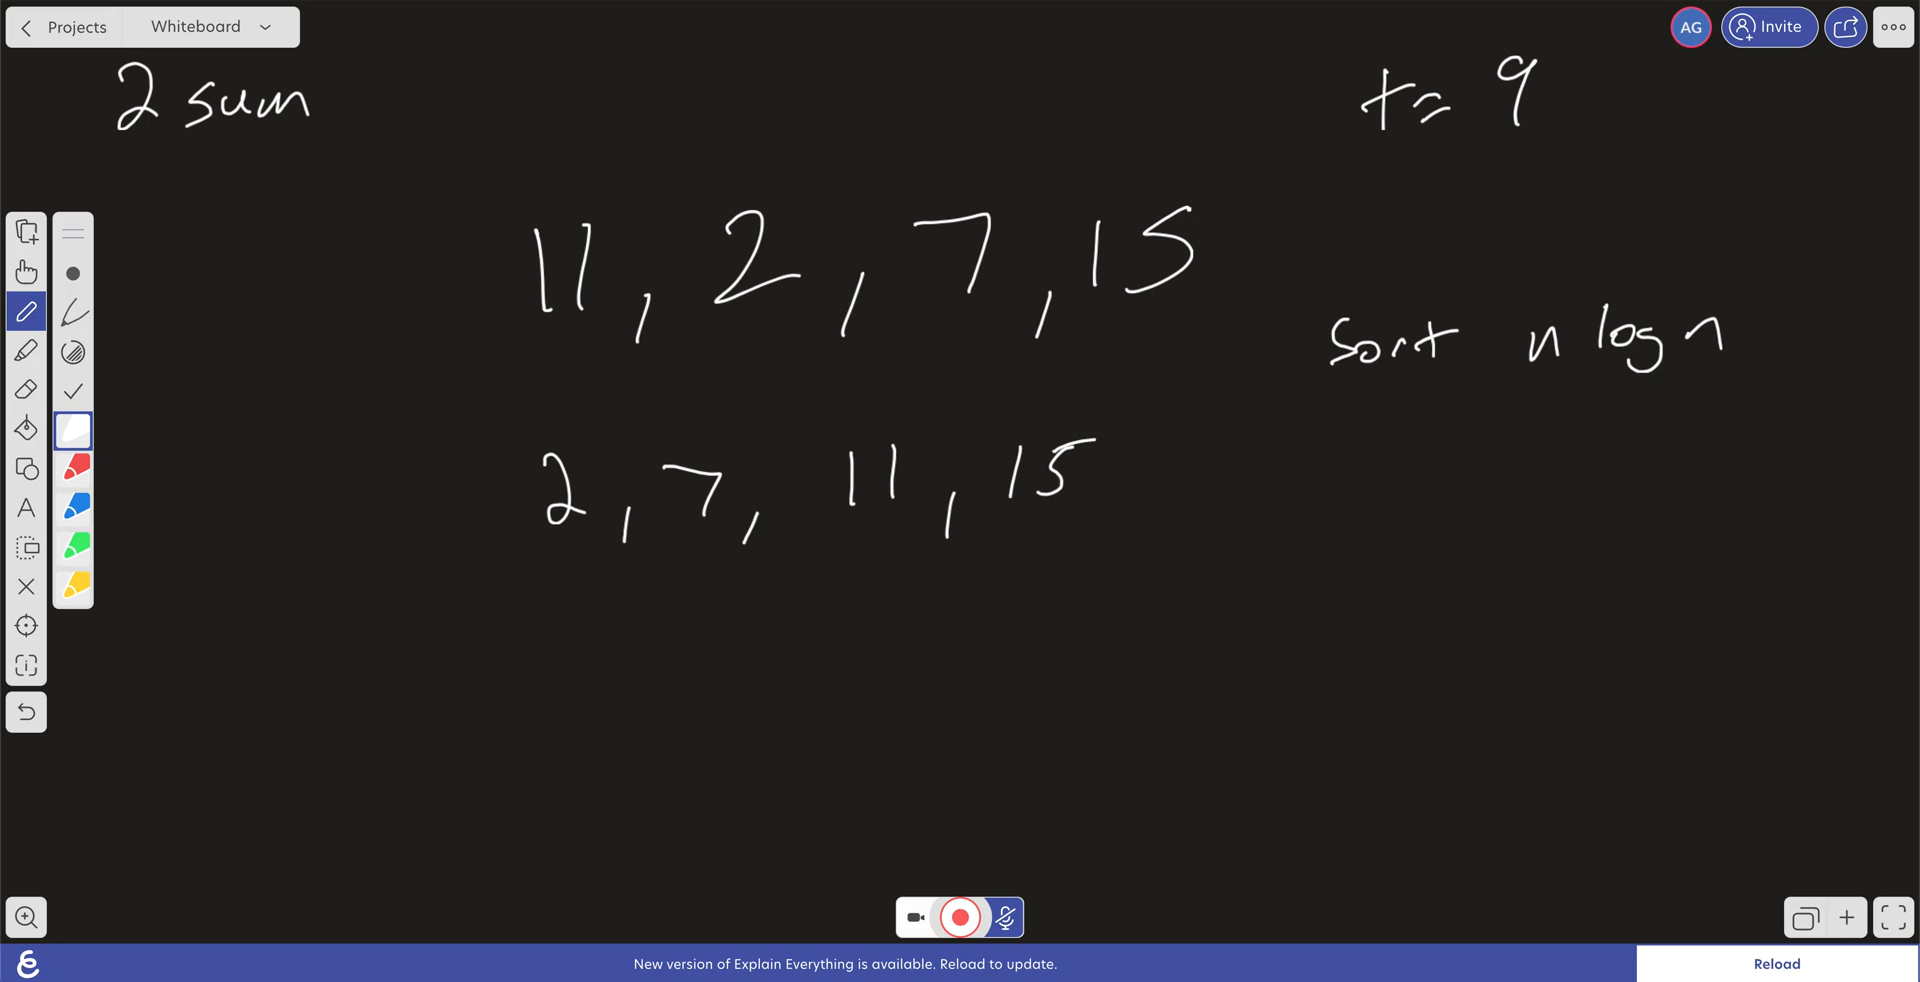 Projects Whiteboard
AG Invite
2 sum
t = 9
11, 2, 7, 15
Sort n log n
2, 7, 11, 15
A
New version of Explain Everything is available. Reload to update.
Reload